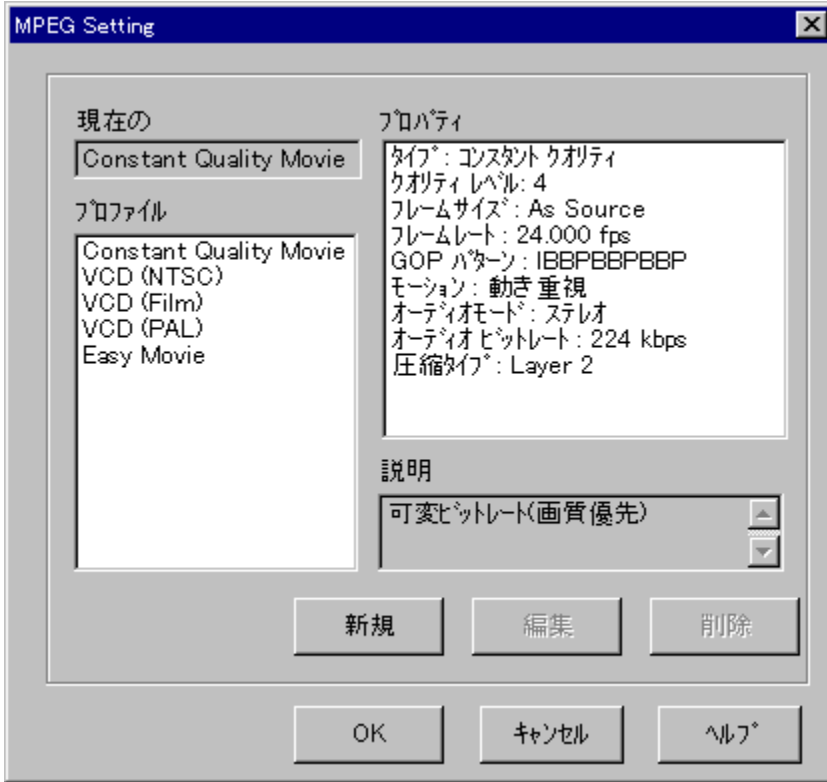 MPEG Setting
現在の
Constant Quality Movie
ﾌﾟﾛﾌｧｲﾙ
Constant Quality Movie
VCD (NTSC)
VCD (Film)
VCD (PAL)
Easy Movie
ﾌﾟﾛﾊﾟﾃｨ
ﾀｲﾌﾟ: ｺﾝｽﾀﾝﾄ ｸｵﾘﾃｨ
ｸｵﾘﾃｨ ﾚﾍﾞﾙ: 4
ﾌﾚｰﾑｻｲｽﾞ: As Source
ﾌﾚｰﾑﾚｰﾄ : 24.000 fps
GOP ﾊﾟﾀｰﾝ : IBBPBBPBBP
ﾓｰｼｮﾝ : 動き重視
ｵｰﾃﾞｨｵﾓｰﾄﾞ: ｽﾃﾚｵ
ｵｰﾃﾞｨｵ ﾋﾞｯﾄﾚｰﾄ : 224 kbps
圧縮ﾀｲﾌﾟ: Layer 2
説明
可変ﾋﾞｯﾄﾚｰﾄ(画質優先)
新規
編集
削除
OK
ｷｬﾝｾﾙ
ﾍﾙﾌﾟ